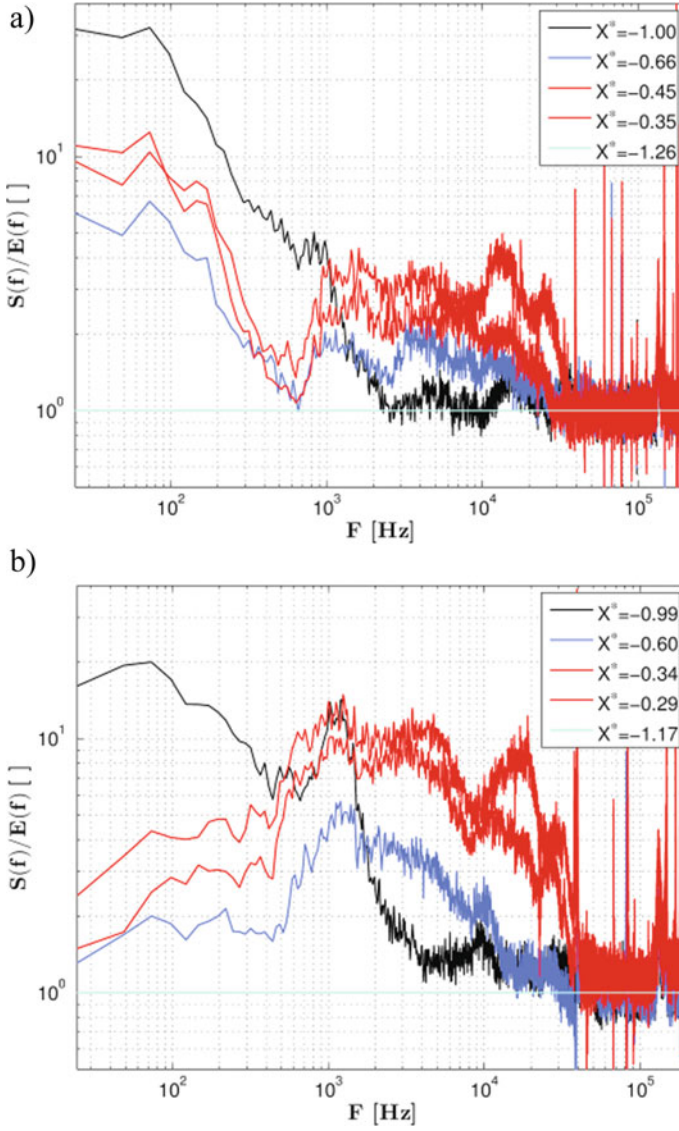 a)
X*=−1.00
X*=−0.66
X*=−0.45
X*=−0.35
X*=−1.26
10¹
10⁰
S(f)/E(f) [ ]
10² 10³ 10⁴ 10⁵
F [Hz]
b)
X*=−0.99
X*=−0.60
X*=−0.34
X*=−0.29
X*=−1.17
10¹
10⁰
S(f)/E(f) [ ]
10² 10³ 10⁴ 10⁵
F [Hz]